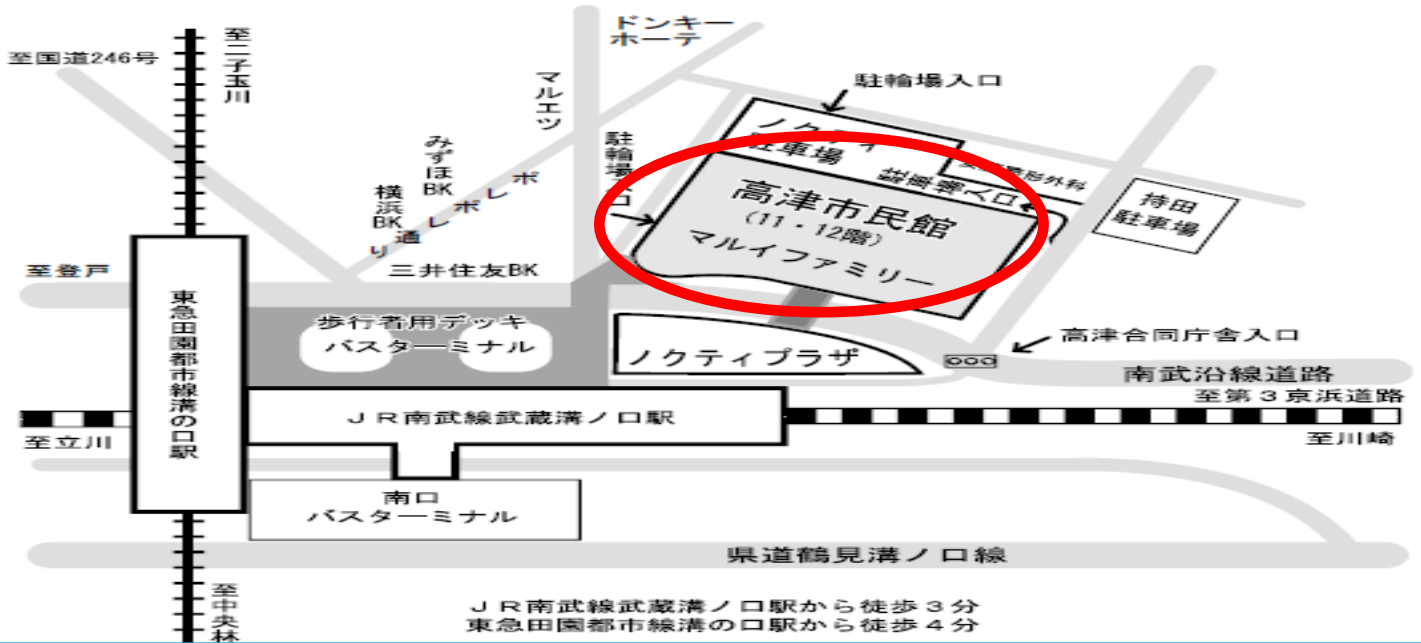 ドンキー
ホーテ
至国道246号
至二子玉川
マルエツ
駐輪場入口
みずほBK
横浜BK
ポレポレ通り
駐輪場入口
ノクティ
駐車場
駐車場入口
整形外科
持田
駐車場
高津市民館
(11・12階)
マルイファミリー
至登戸
三井住友BK
歩行者用デッキ
バスターミナル
ノクティプラザ
高津合同庁舎入口
南武沿線道路
至第3京浜道路
東急田園都市線溝の口駅
JR南武線武蔵溝ノ口駅
至立川
至川崎
南口
バスターミナル
県道鶴見溝ノ口線
至中央林
JR南武線武蔵溝ノ口駅から徒歩3分
東急田園都市線溝の口駅から徒歩4分